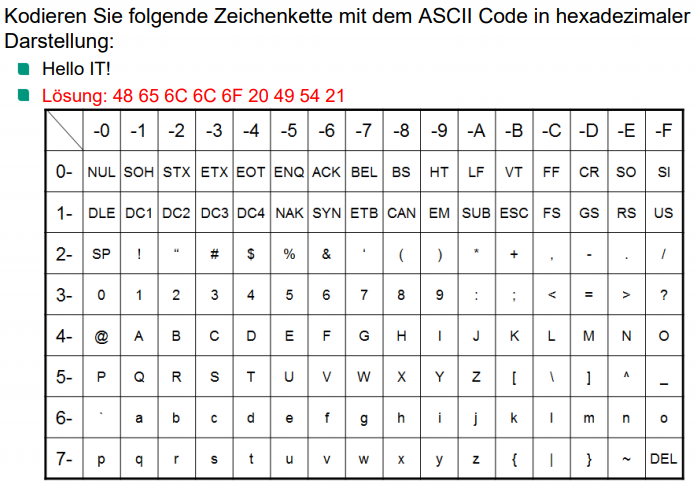 Kodieren Sie folgende Zeichenkette mit dem ASCII Code in hexadezimaler
Darstellung:
Hello IT!
Lösung: 48 65 6C 6C 6F 20 49 54 21
-0 -1 -2 -3 -4 -5 -6 -7 -8 -9 -A -B -C -D -E -F
0- NUL SOH STX ETX EOT ENQ ACK BEL BS HT LF VT FF CR SO SI
1- DLE DC1 DC2 DC3 DC4 NAK SYN ETB CAN EM SUB ESC FS GS RS US
2- SP ! “ # $ % & ‘ ( ) * + , - . /
3- 0 1 2 3 4 5 6 7 8 9 : ; < = > ?
4- @ A B C D E F G H I J K L M N O
5- P Q R S T U V W X Y Z [ \ ] ^ _
6- ` a b c d e f g h i j k l m n o
7- p q r s t u v w x y z { | } ~ DEL